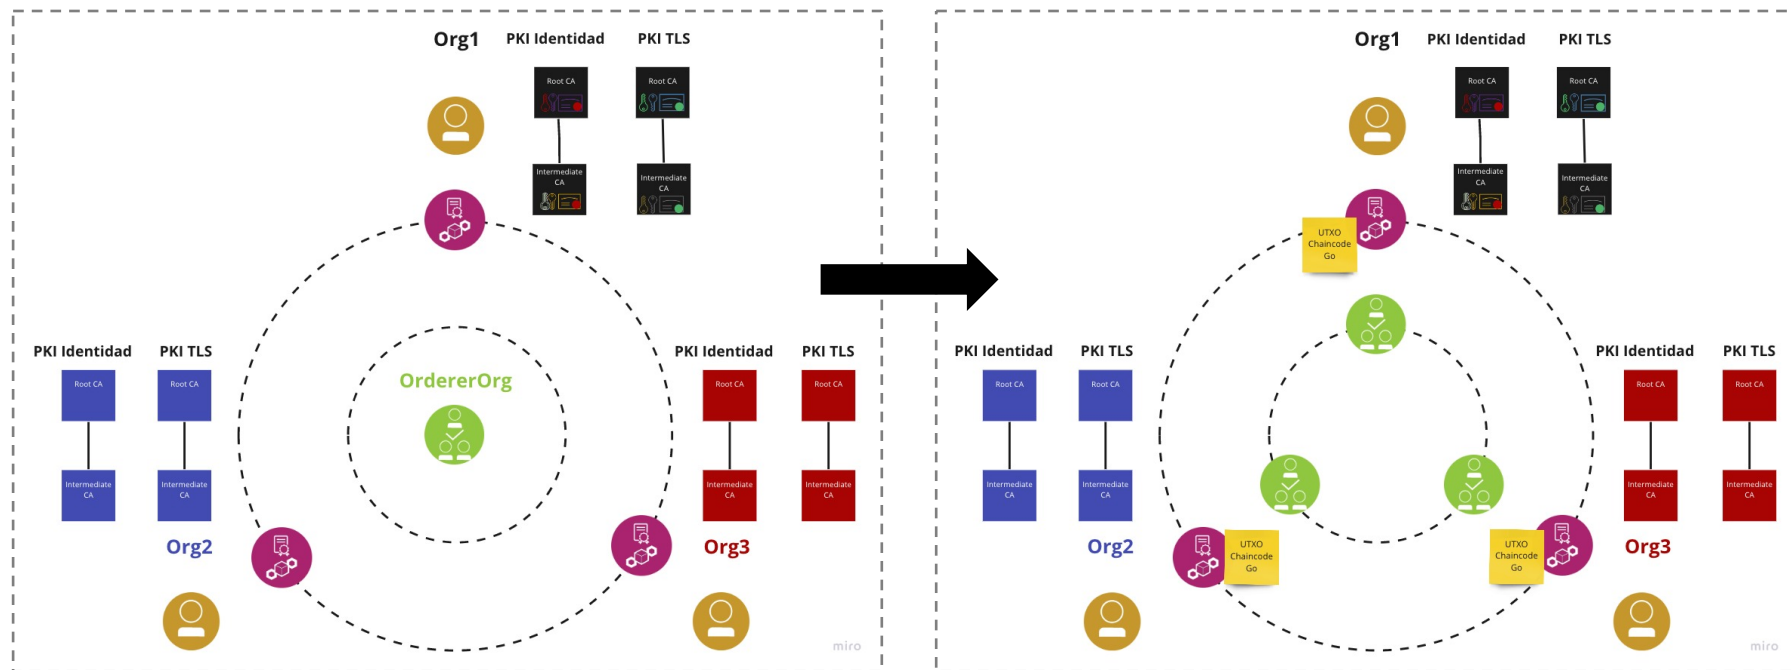 Org1
PKI Identidad
PKI TLS
Root CA
Root CA
Intermediate
CA
Intermediate
CA
PKI Identidad
PKI TLS
Root CA
Root CA
Intermediate
CA
Intermediate
CA
Org2
OrdererOrg
PKI Identidad
PKI TLS
Root CA
Root CA
Intermediate
CA
Intermediate
CA
Org3
miro
Org1
PKI Identidad
PKI TLS
Root CA
Root CA
Intermediate
CA
Intermediate
CA
UTXO
Chaincode
Go
PKI Identidad
PKI TLS
Root CA
Root CA
Intermediate
CA
Intermediate
CA
Org2
UTXO
Chaincode
Go
PKI Identidad
PKI TLS
Root CA
Root CA
Intermediate
CA
Intermediate
CA
UTXO
Chaincode
Go
Org3
miro